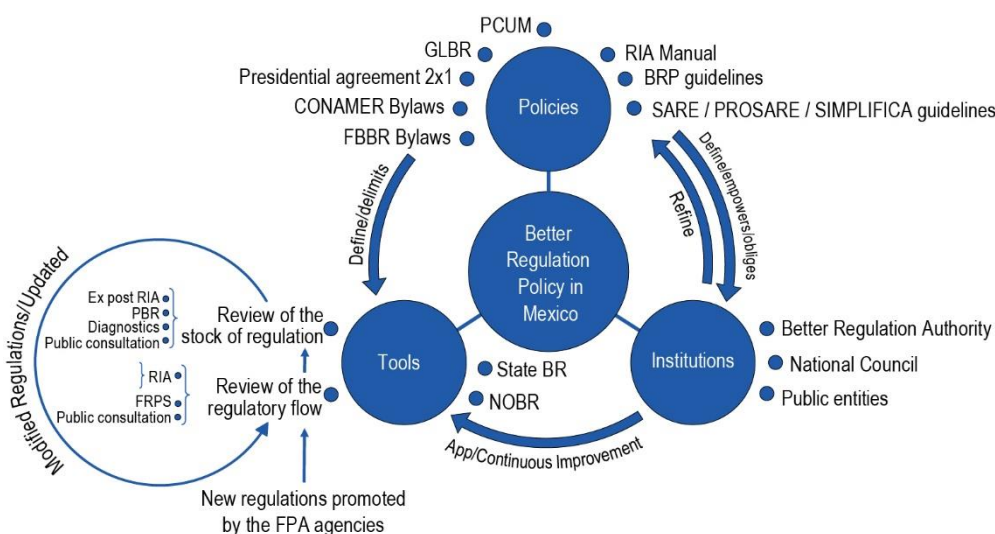 PCUM
GLBR
Presidential agreement 2x1
CONAMER Bylaws
FBBR Bylaws
RIA Manual
BRP guidelines
SARE / PROSARE / SIMPLIFICA guidelines
Policies
Define/delimits
Refine
Define/empowers/obliges
Better
Regulation
Policy in
Mexico
Modified Regulations/Updated
Ex post RIA
PBR
Diagnostics
Public consultation
Review of the
stock of regulation
RIA
FRPS
Public consultation
Review of the
regulatory flow
Tools
State BR
NOBR
Institutions
Better Regulation Authority
National Council
Public entities
App/Continuous Improvement
New regulations promoted
by the FPA agencies